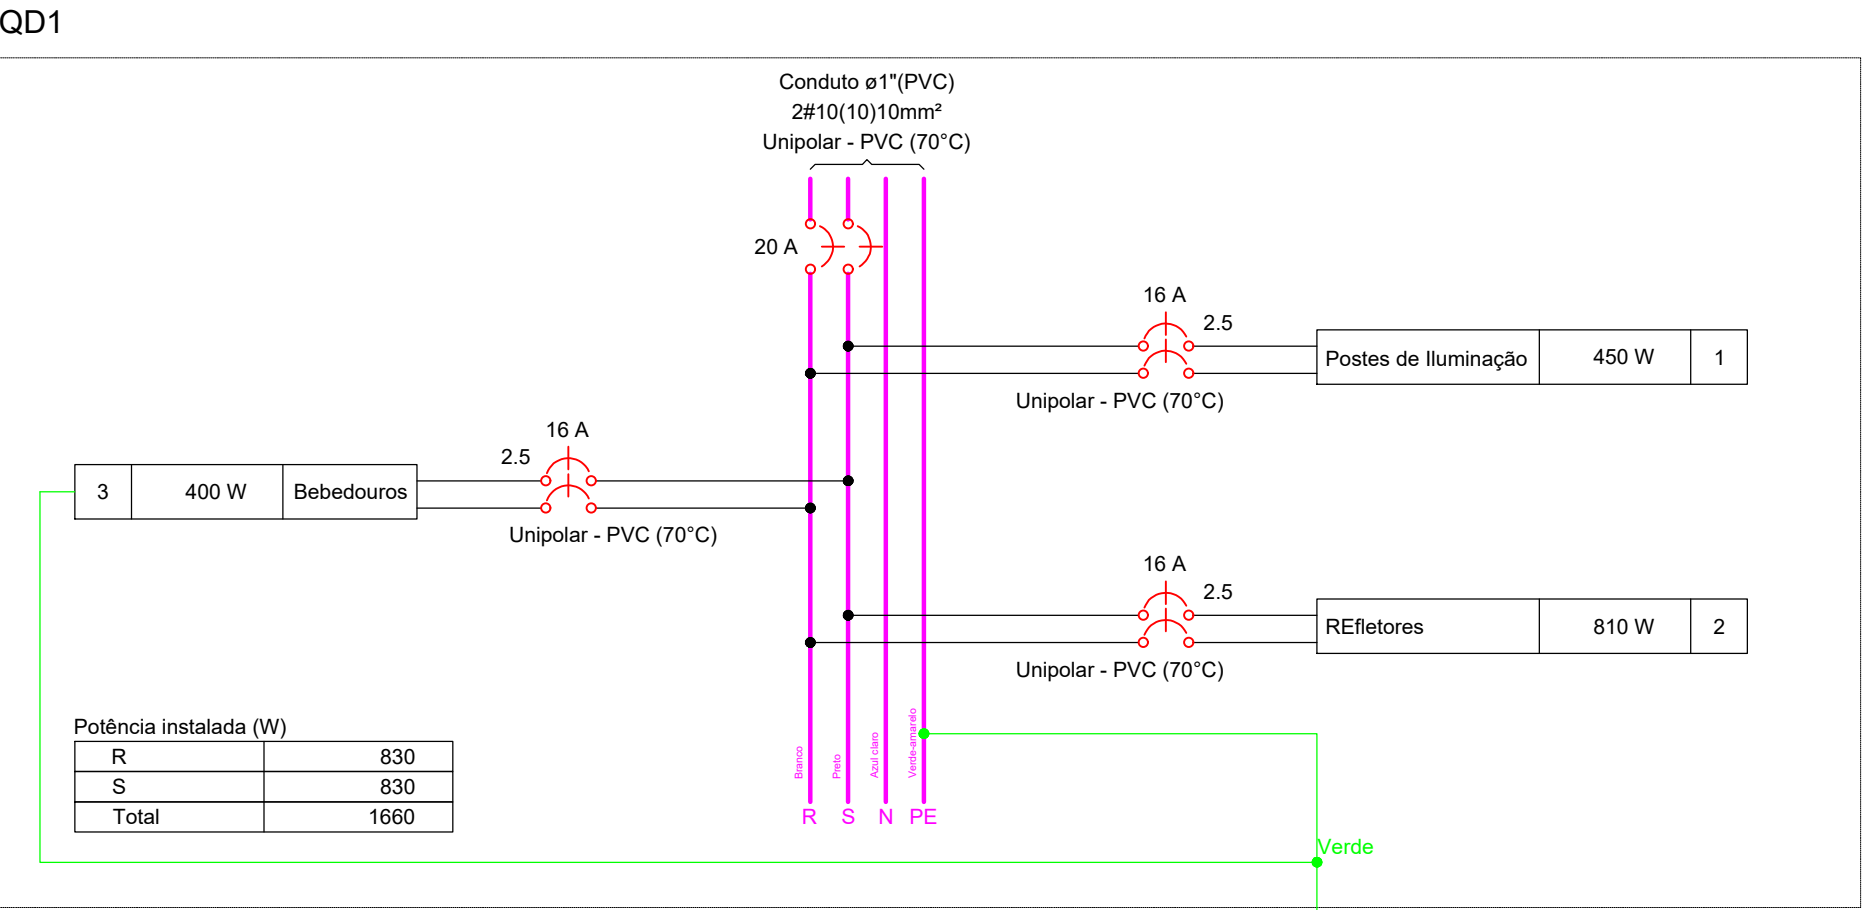 QD1
Conduto ø1"(PVC)
2#10(10)10mm²
Unipolar - PVC (70°C)
20 A
16 A
2.5
Postes de Iluminação 450 W 1
Unipolar - PVC (70°C)
16 A
2.5
3 400 W Bebedouros
Unipolar - PVC (70°C)
16 A
2.5
REfletores 810 W 2
Unipolar - PVC (70°C)
Potência instalada (W)
R 830
S 830
Total 1660
Branco
Preto
Azul claro
Verde-amarelo
R S N PE
Verde